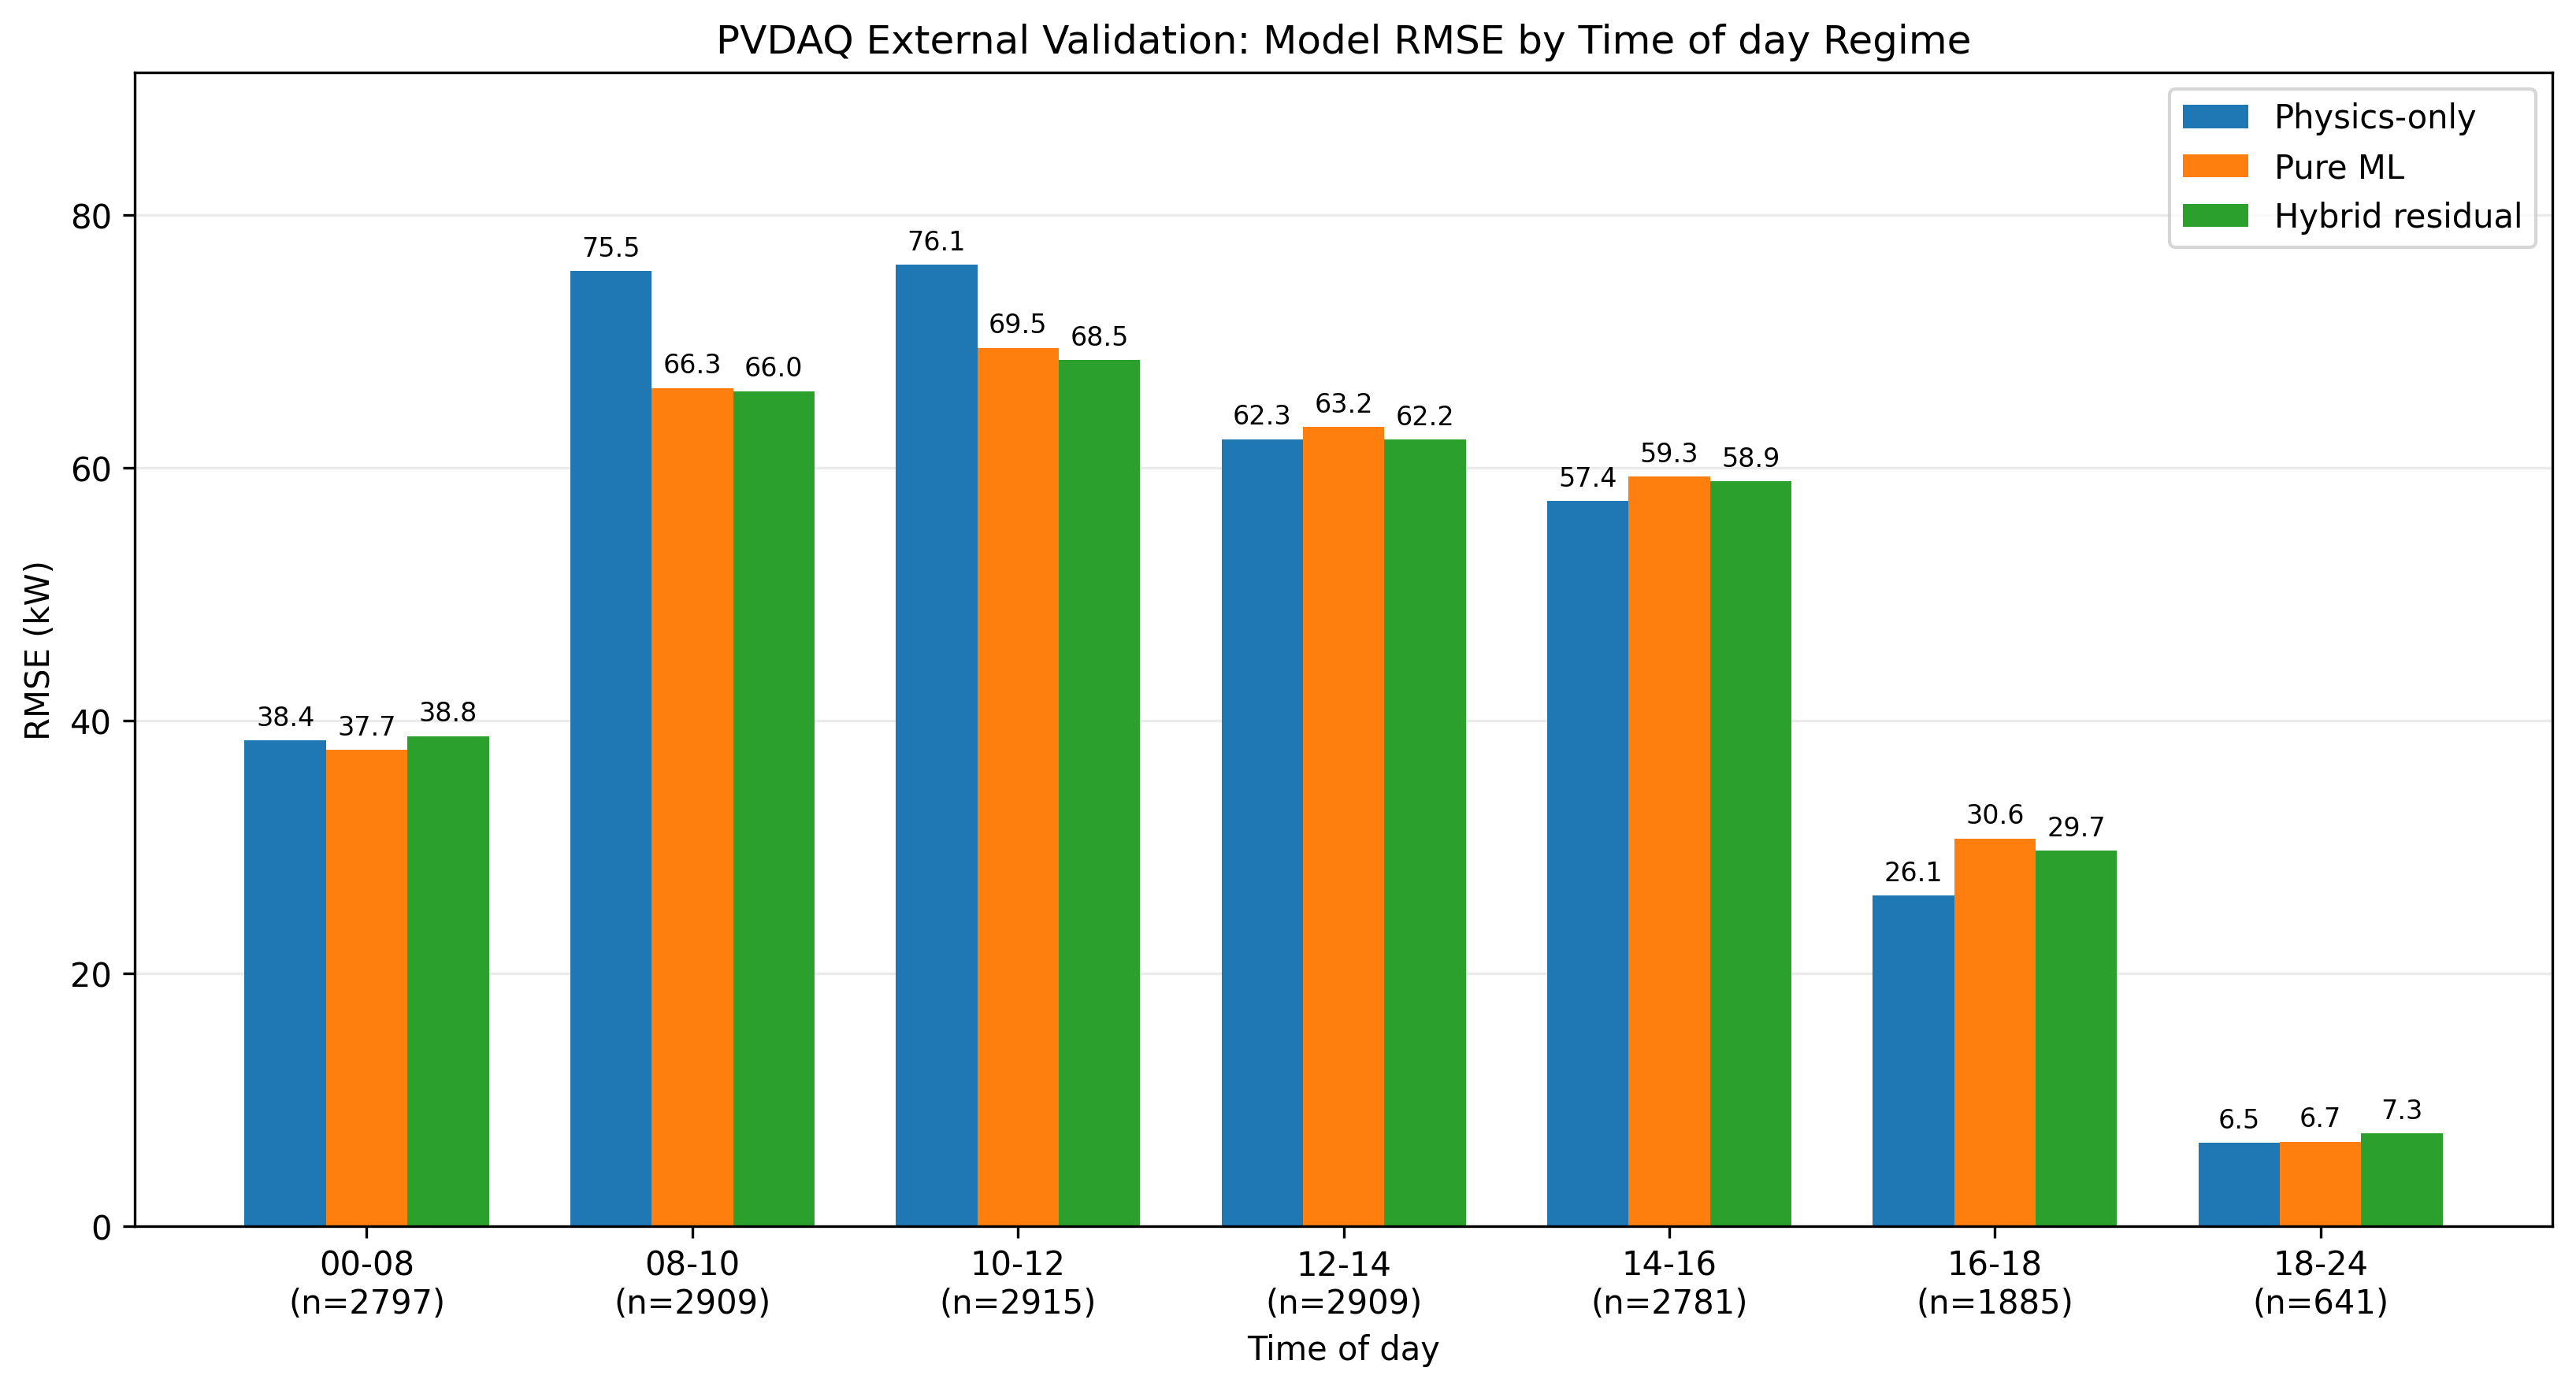 PVDAQ External Validation: Model RMSE by Time of day Regime
Physics-only
Pure ML
Hybrid residual
RMSE (kW)
80
60
40
20
0
38.4
37.7
38.8
75.5
66.3
66.0
76.1
69.5
68.5
62.3
63.2
62.2
57.4
59.3
58.9
26.1
30.6
29.7
6.5
6.7
7.3
00-08
(n=2797)
08-10
(n=2909)
10-12
(n=2915)
12-14
(n=2909)
14-16
(n=2781)
16-18
(n=1885)
18-24
(n=641)
Time of day